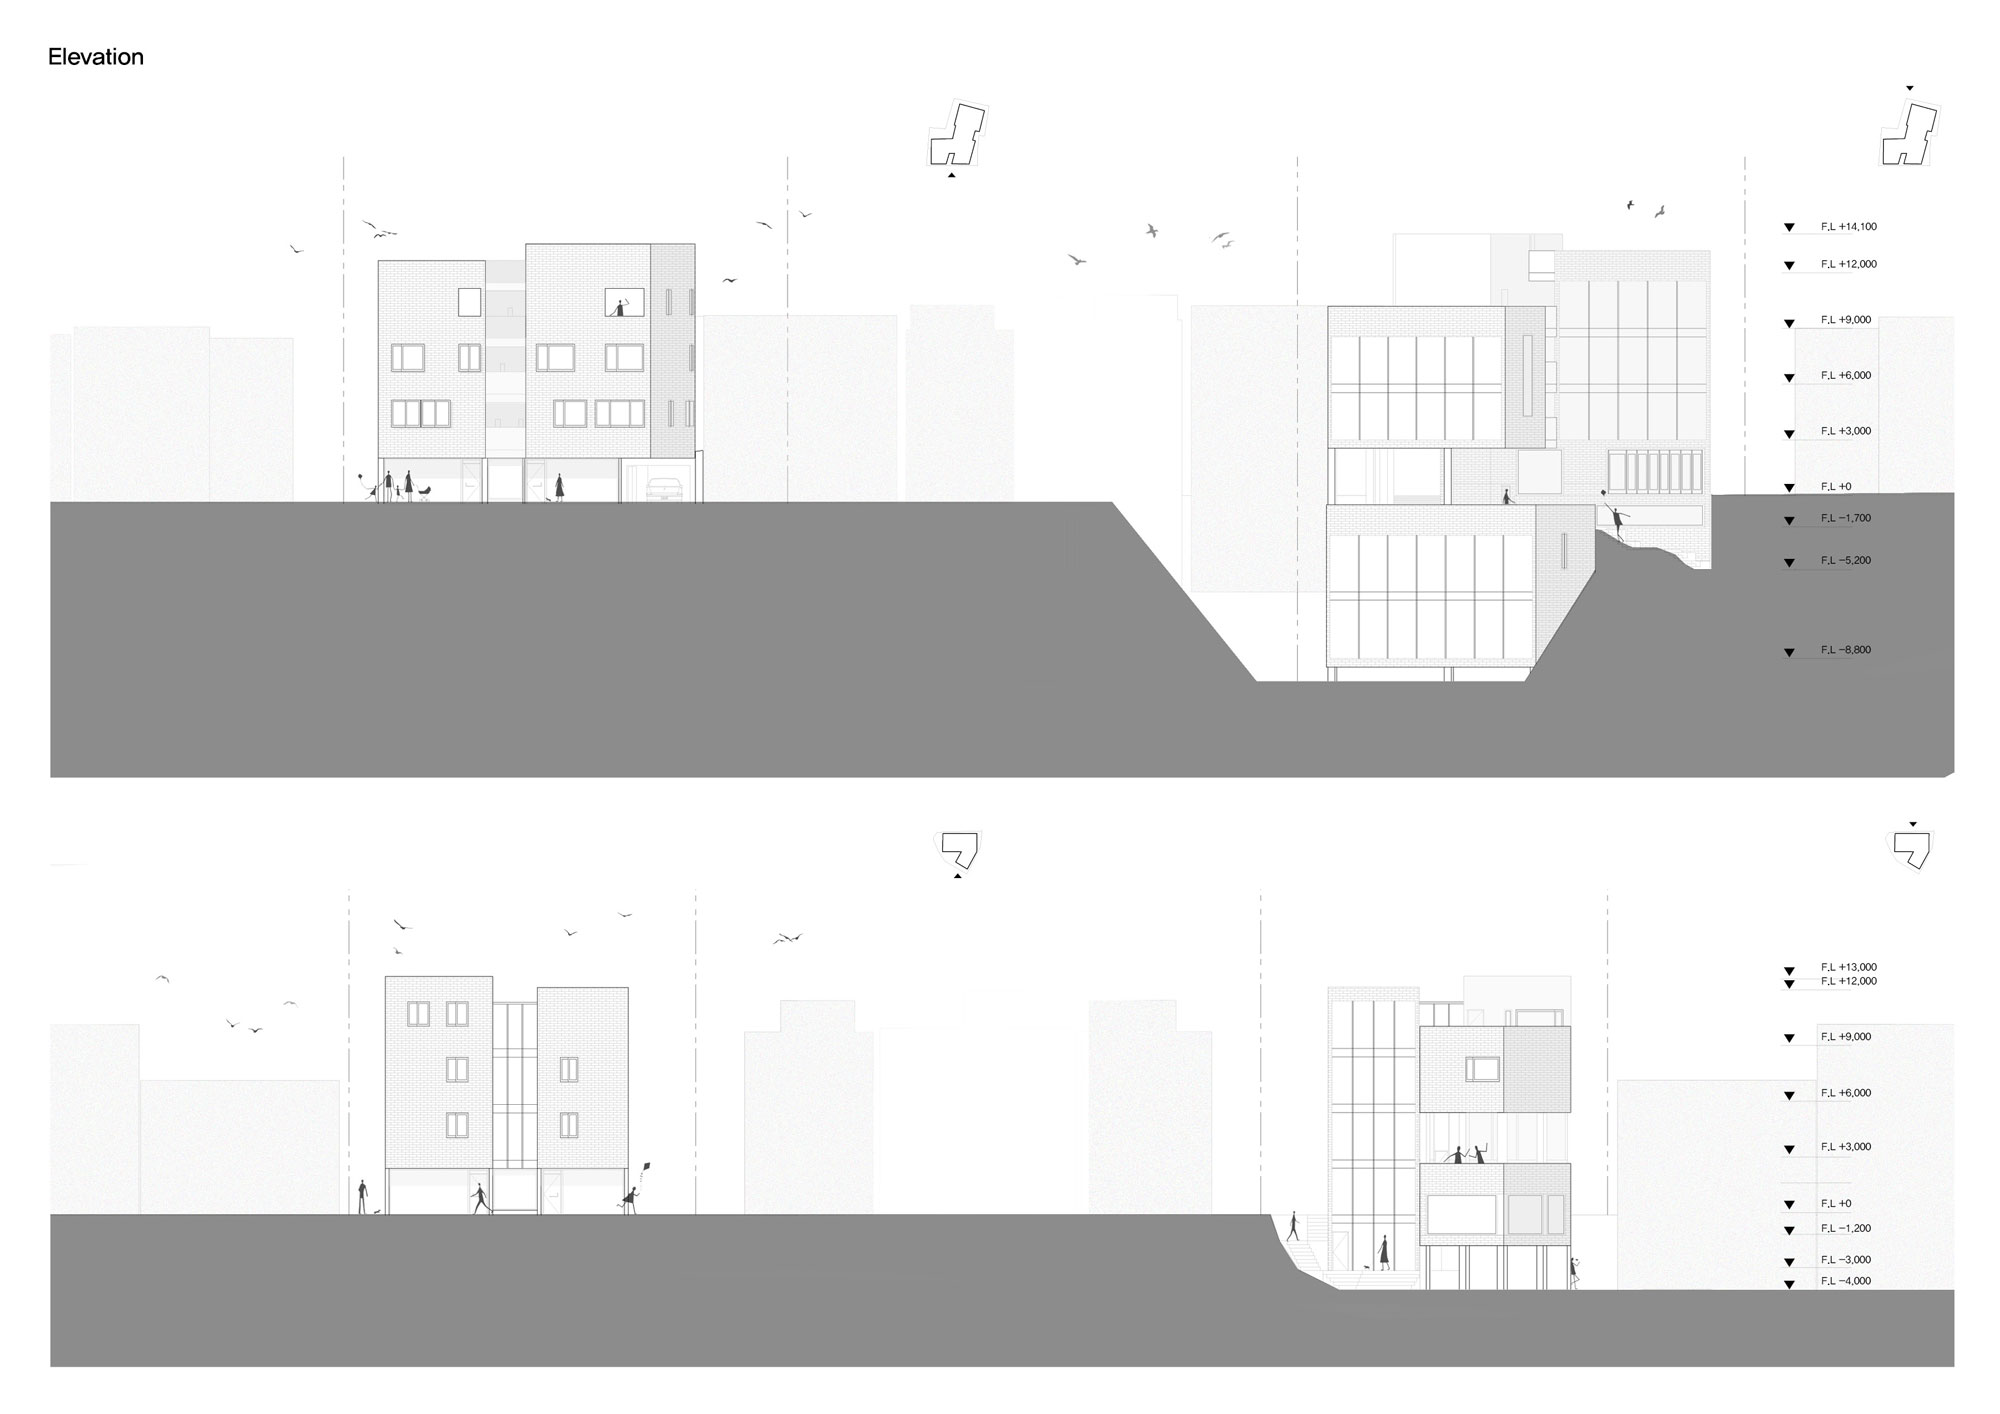 Elevation
F.L +14,100
F.L +12,000
F.L +9,000
F.L +6,000
F.L +3,000
F.L +0
F.L −1,700
F.L −5,200
F.L −8,800
F.L +13,000
F.L +12,000
F.L +9,000
F.L +6,000
F.L +3,000
F.L +0
F.L −1,200
F.L −3,000
F.L −4,000